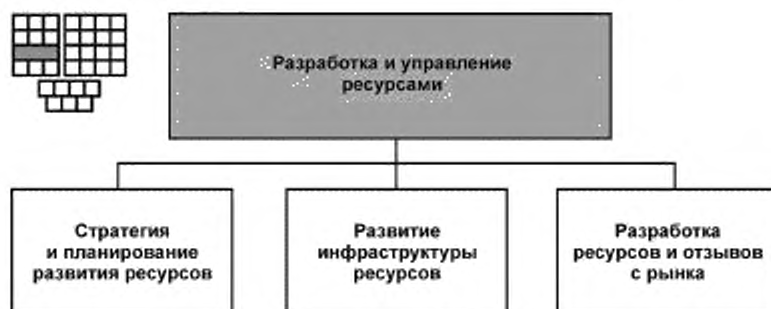 Разработка и управление
ресурсами
Стратегия
и планирование
развития ресурсов
Развитие
инфраструктуры
ресурсов
Разработка
ресурсов и отзывов
с рынка